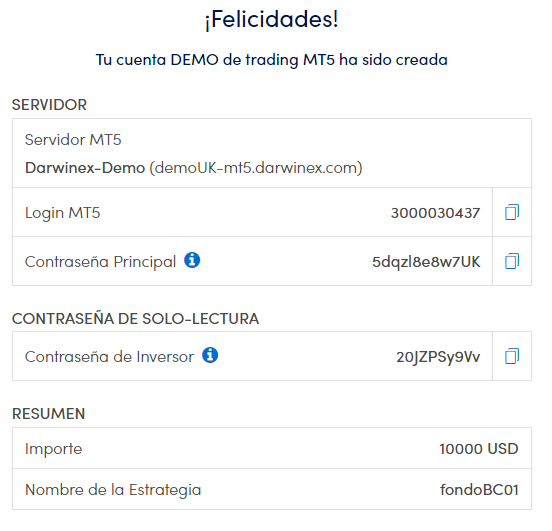 ¡Felicidades!
Tu cuenta DEMO de trading MT5 ha sido creada
SERVIDOR
Servidor MT5
Darwinex-Demo (demoUK-mt5.darwinex.com)
Login MT5 3000030437
Contraseña Principal 5dqzl8e8w7UK
CONTRASEÑA DE SOLO-LECTURA
Contraseña de Inversor 20JZPSy9Vv
RESUMEN
Importe 10000 USD
Nombre de la Estrategia fondoBC01